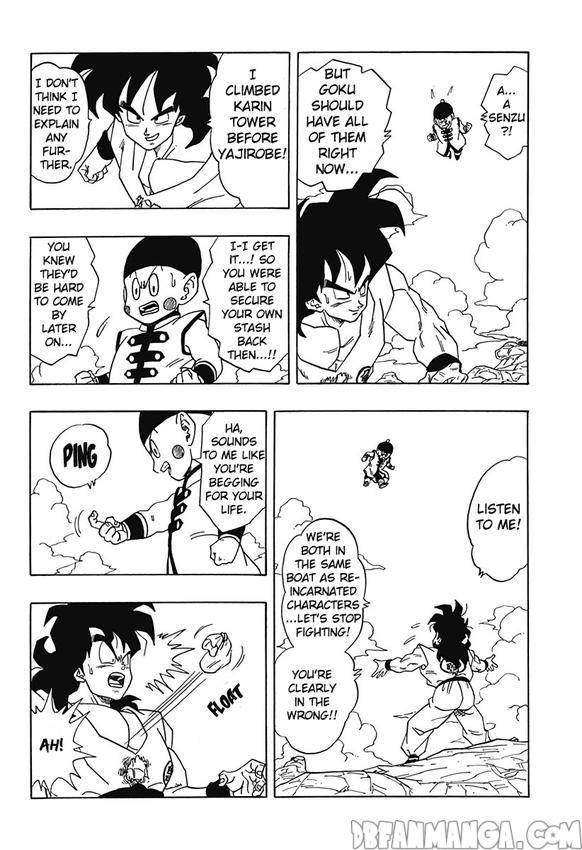 A...
A
SENZU
?!
BUT
GOKU
SHOULD
HAVE ALL
OF THEM
RIGHT
NOW...
I
CLIMBED
KARIN
TOWER
BEFORE
YAJIROBE!
I DON'T
THINK I
NEED TO
EXPLAIN
ANY
FUR-
THER.
I-I GET
IT...! SO
YOU WERE
ABLE TO
SECURE
YOUR OWN
STASH
BACK
THEN...!!
YOU
KNEW
THEY'D
BE HARD
TO COME
BY
LATER
ON...
LISTEN
TO ME!
WE'RE
BOTH IN
THE SAME
BOAT AS RE-
INCARNATED
CHARACTERS
...LET'S STOP
FIGHTING!
YOU'RE
CLEARLY
IN THE
WRONG!!
HA,
SOUNDS
TO ME LIKE
YOU'RE
BEGGING
FOR YOUR
LIFE.
PING
FLOAT
AH!
DBFANMANGA.COM